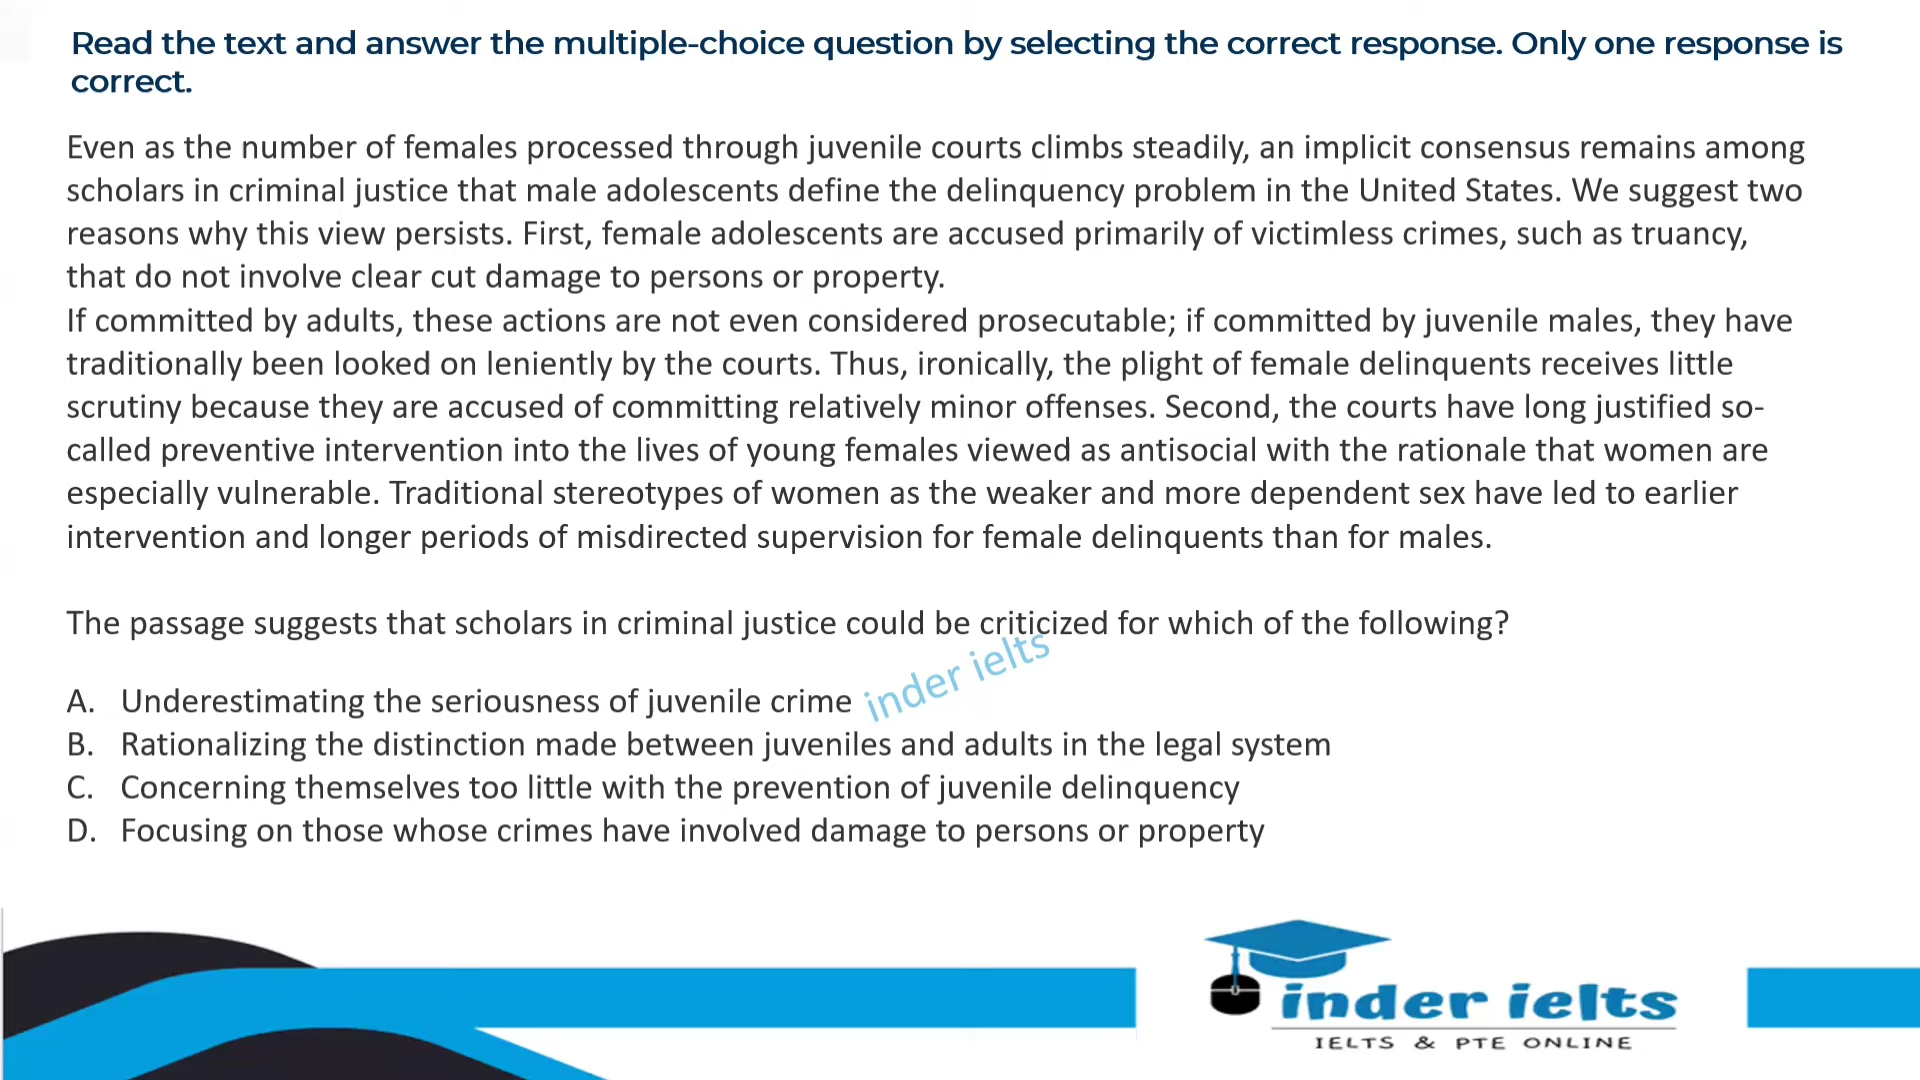 Read the text and answer the multiple-choice question by selecting the correct response. Only one response is
correct.
Even as the number of females processed through juvenile courts climbs steadily, an implicit consensus remains among
scholars in criminal justice that male adolescents define the delinquency problem in the United States. We suggest two
reasons why this view persists. First, female adolescents are accused primarily of victimless crimes, such as truancy,
that do not involve clear cut damage to persons or property.
If committed by adults, these actions are not even considered prosecutable; if committed by juvenile males, they have
traditionally been looked on leniently by the courts. Thus, ironically, the plight of female delinquents receives little
scrutiny because they are accused of committing relatively minor offenses. Second, the courts have long justified so-
called preventive intervention into the lives of young females viewed as antisocial with the rationale that women are
especially vulnerable. Traditional stereotypes of women as the weaker and more dependent sex have led to earlier
intervention and longer periods of misdirected supervision for female delinquents than for males.
The passage suggests that scholars in criminal justice could be criticized for which of the following?
inder ielts
A. Underestimating the seriousness of juvenile crime
B. Rationalizing the distinction made between juveniles and adults in the legal system
C. Concerning themselves too little with the prevention of juvenile delinquency
D. Focusing on those whose crimes have involved damage to persons or property
inder ielts
IELTS & PTE ONLINE